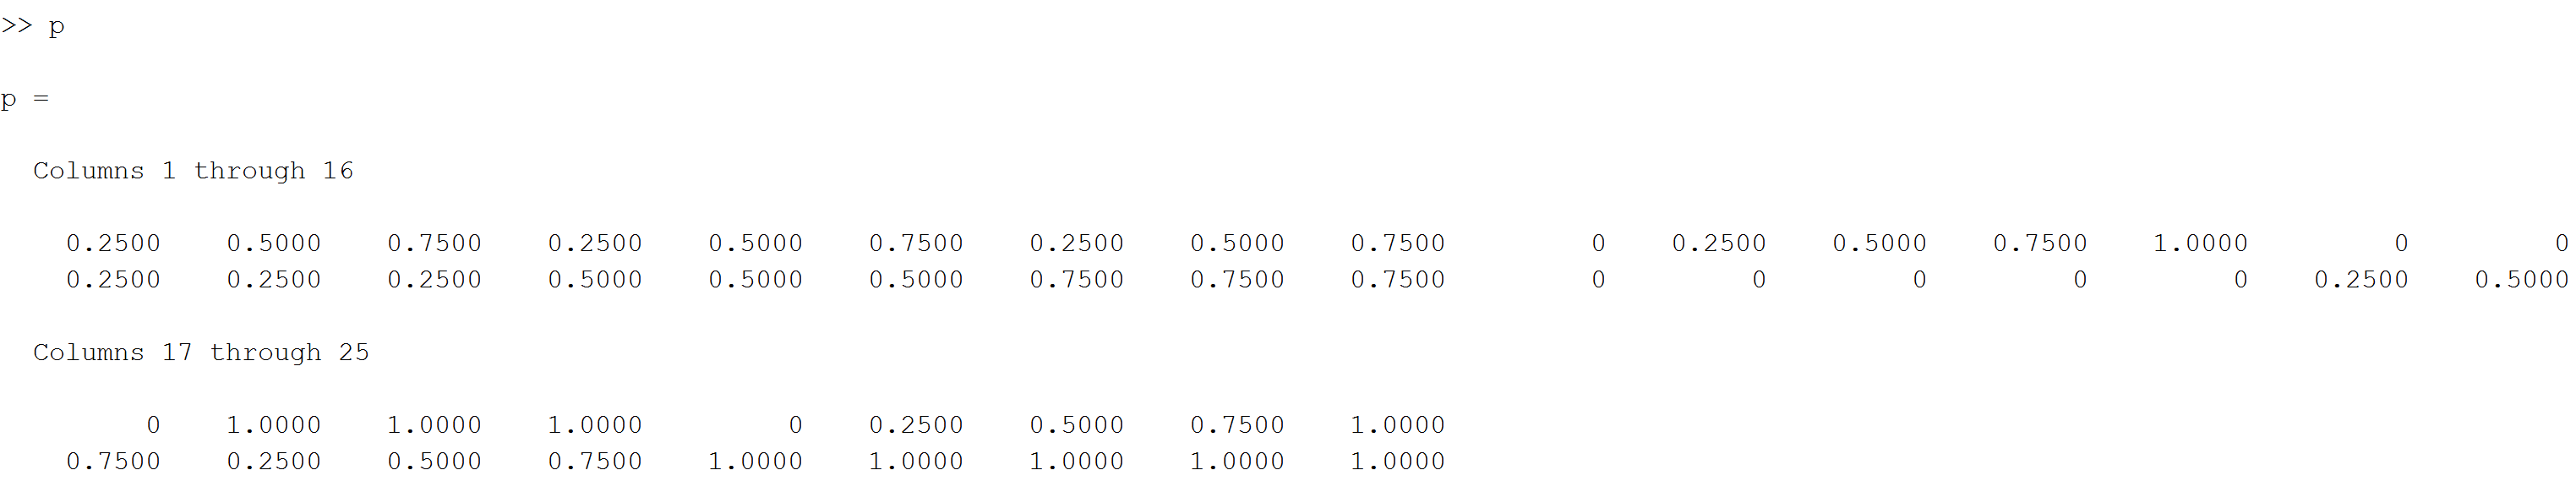 >> p
p =
Columns 1 through 16
0.2500 0.5000 0.7500 0.2500 0.5000 0.7500 0.2500 0.5000 0.7500 0 0.2500 0.5000 0.7500 1.0000 0 0
0.2500 0.2500 0.2500 0.5000 0.5000 0.5000 0.7500 0.7500 0.7500 0 0 0 0 0 0.2500 0.5000
Columns 17 through 25
0 1.0000 1.0000 1.0000 0 0.2500 0.5000 0.7500 1.0000
0.7500 0.2500 0.5000 0.7500 1.0000 1.0000 1.0000 1.0000 1.0000